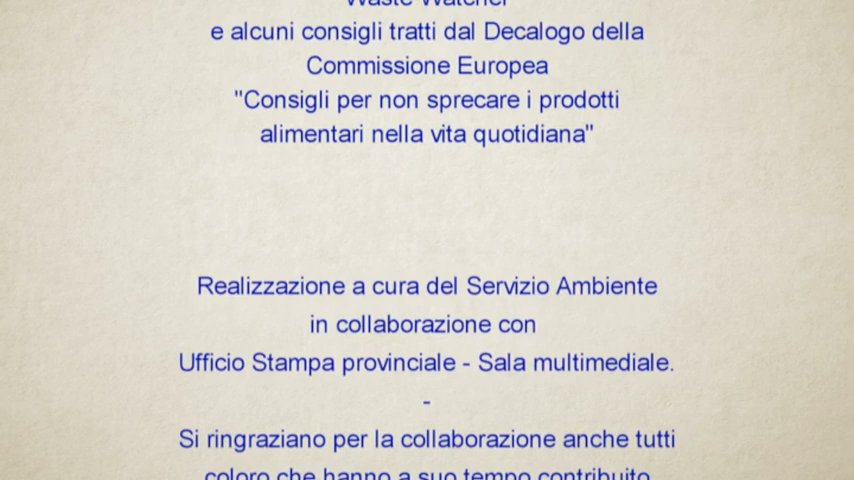 Waste Watcher
e alcuni consigli tratti dal Decalogo della
Commissione Europea
"Consigli per non sprecare i prodotti
alimentari nella vita quotidiana"
Realizzazione a cura del Servizio Ambiente
in collaborazione con
Ufficio Stampa provinciale - Sala multimediale.
-
Si ringraziano per la collaborazione anche tutti
coloro che hanno a suo tempo contribuito